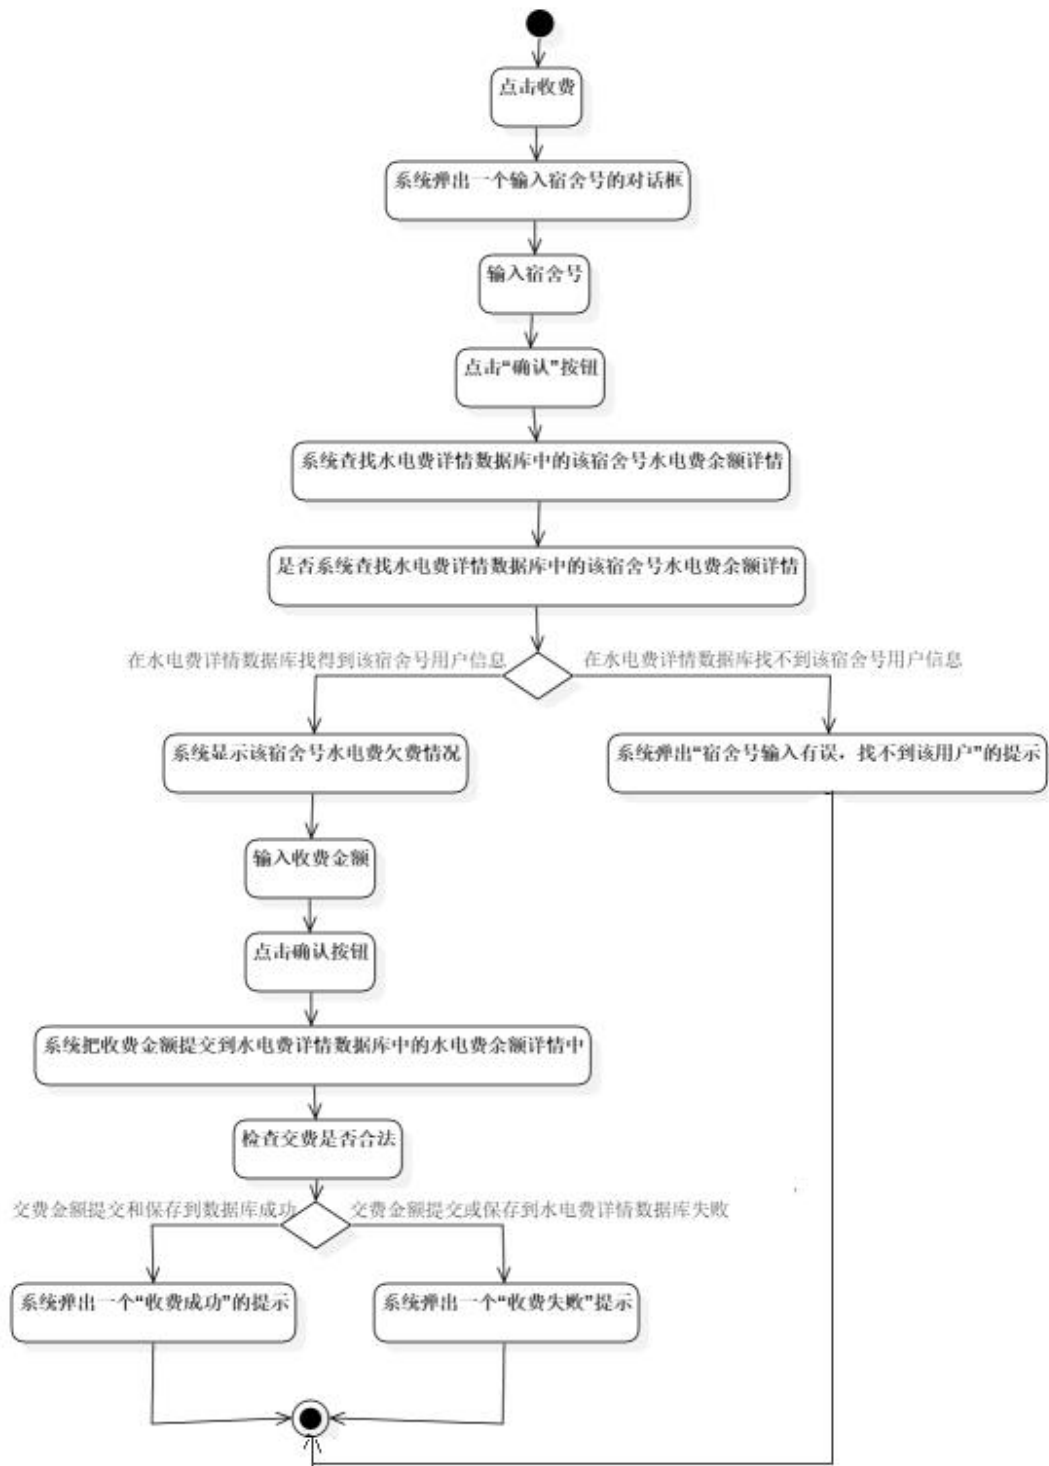 点击收费
系统弹出一个输入宿舍号的对话框
输入宿舍号
点击“确认”按钮
系统查找水电费详情数据库中的该宿舍号水电费余额详情
是否系统查找水电费详情数据库中的该宿舍号水电费余额详情
在水电费详情数据库找得到该宿舍号用户信息
在水电费详情数据库找不到该宿舍号用户信息
系统显示该宿舍号水电费欠费情况
系统弹出“宿舍号输入有误，找不到该用户”的提示
输入收费金额
点击确认按钮
系统把收费金额提交到水电费详情数据库中的水电费余额详情中
检查交费是否合法
交费金额提交和保存到数据库成功
交费金额提交或保存到水电费详情数据库失败
系统弹出一个“收费成功”的提示
系统弹出一个“收费失败”提示